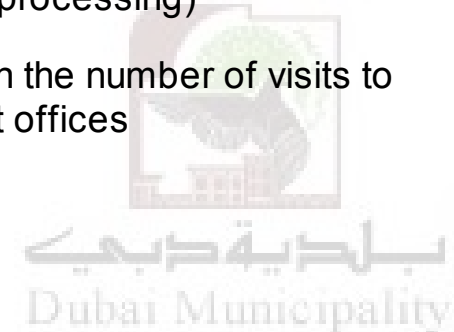 processing)
n the number of visits to
t offices
بلدية دبي
Dubai Municipality